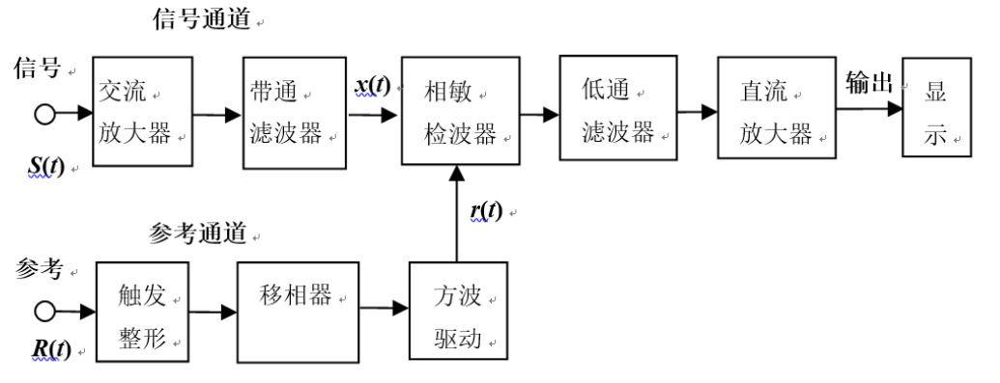 信号通道
信号
S(t)
交流
放大器
带通
滤波器
x(t)
相敏
检波器
低通
滤波器
直流
放大器
输出
显
示
r(t)
参考通道
参考
R(t)
触发
整形
移相器
方波
驱动